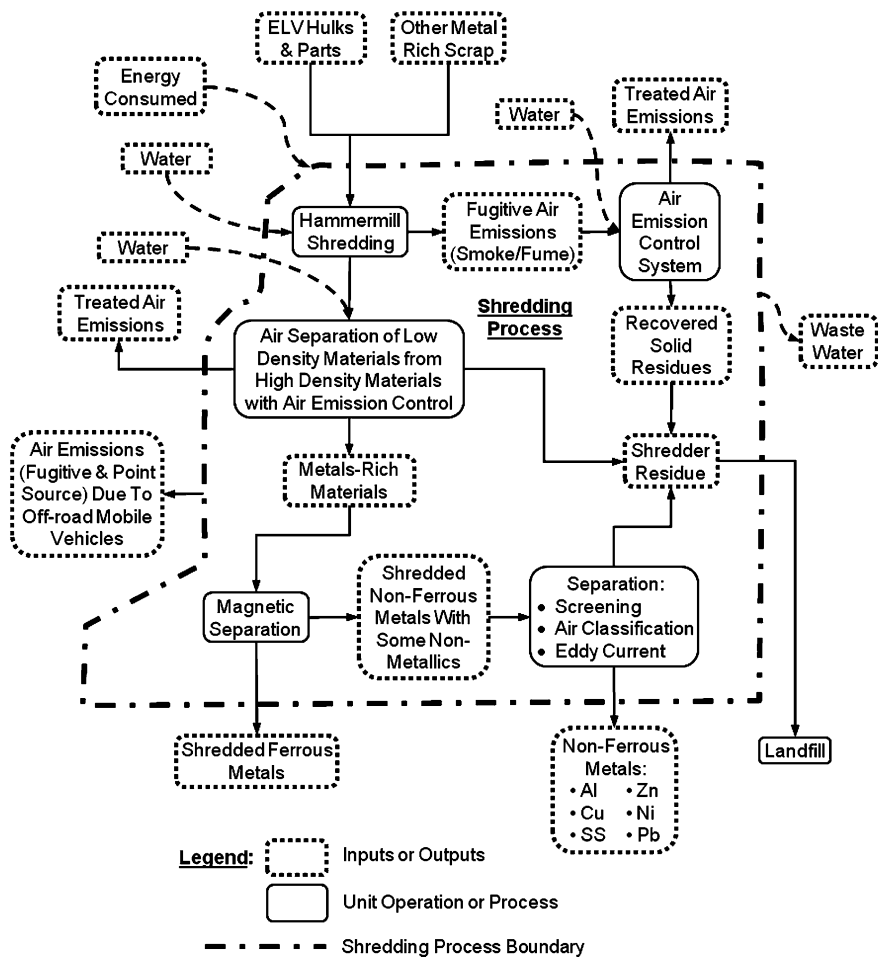 ELV Hulks
& Parts
Other Metal
Rich Scrap
Energy
Consumed
Water
Treated Air
Emissions
Water
Hammermill
Shredding
Fugitive Air
Emissions
(Smoke/Fume)
Air
Emission
Control
System
Water
Treated Air
Emissions
Shredding
Process
Air Separation of Low
Density Materials from
High Density Materials
with Air Emission Control
Recovered
Solid
Residues
Waste
Water
Air Emissions
(Fugitive & Point
Source) Due To
Off-road Mobile
Vehicles
Metals-Rich
Materials
Shredder
Residue
Magnetic
Separation
Shredded
Non-Ferrous
Metals With
Some Non-
Metallics
Separation:
• Screening
• Air Classification
• Eddy Current
Shredded Ferrous
Metals
Non-Ferrous
Metals:
• Al • Zn
• Cu • Ni
• SS • Pb
Landfill
Legend:
Inputs or Outputs
Unit Operation or Process
Shredding Process Boundary